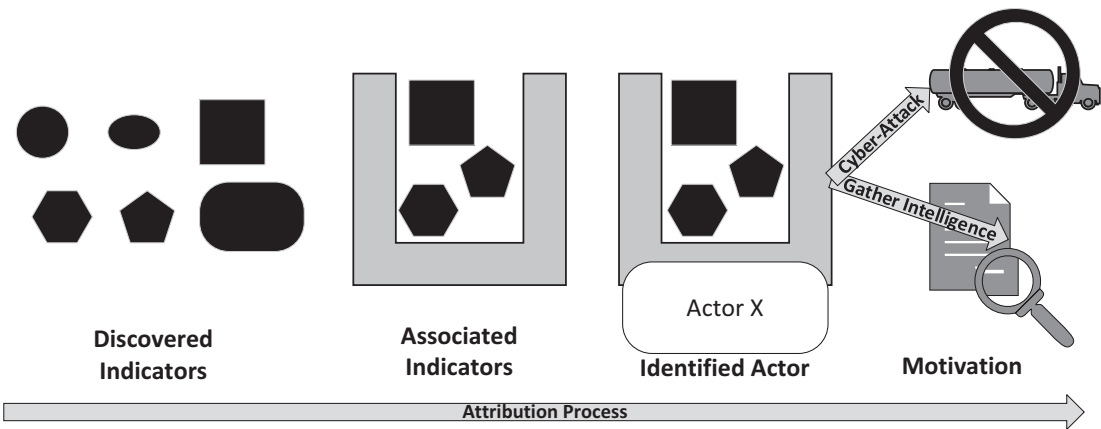 Cyber-Attack
Gather Intelligence
Actor X
Discovered
Indicators
Associated
Indicators
Identified Actor
Motivation
Attribution Process